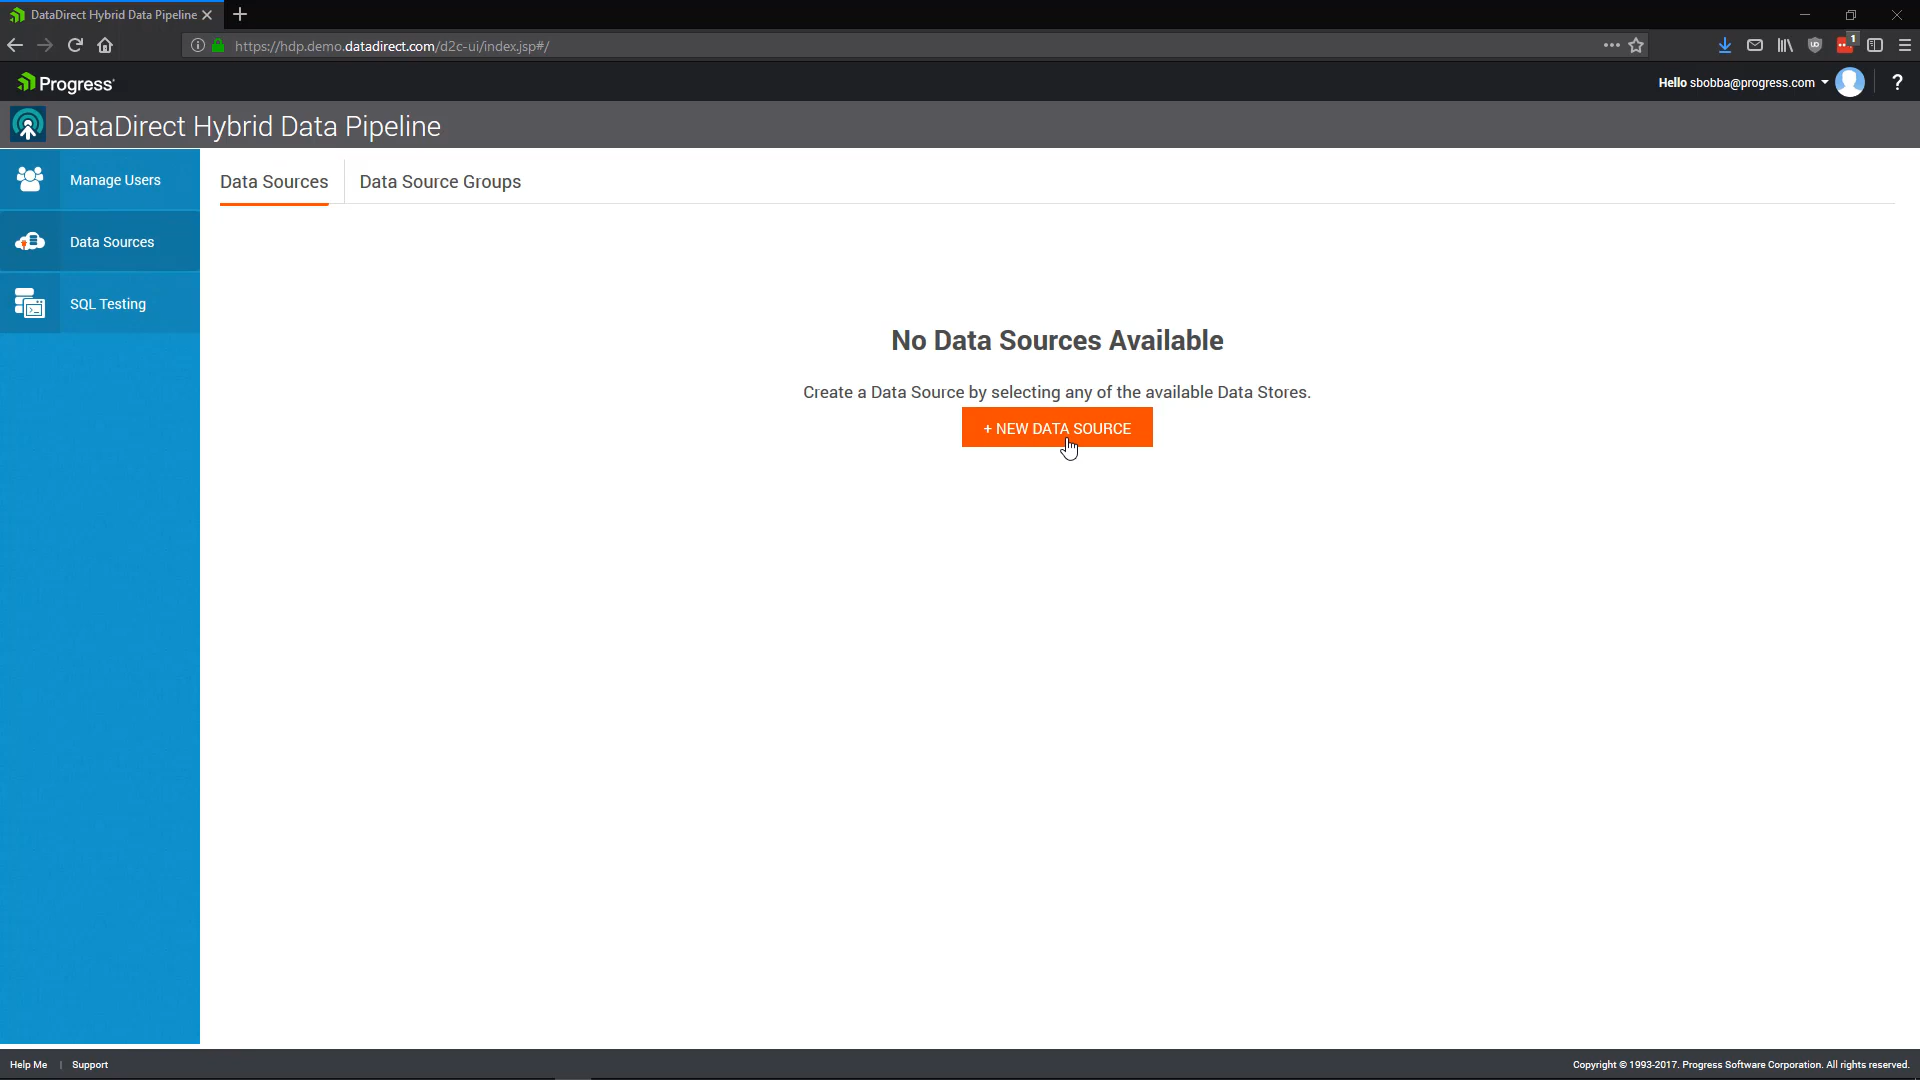 DataDirect Hybrid Data Pipeline
https://hdp.demo.datadirect.com/d2c-ui/index.jsp#/
1
Progress
Hello sbobba@progress.com
?
DataDirect Hybrid Data Pipeline
Manage Users
Data Sources
SQL Testing
Data Sources
Data Source Groups
No Data Sources Available
Create a Data Source by selecting any of the available Data Stores.
+ NEW DATA SOURCE
Help Me | Support
Copyright © 1993-2017. Progress Software Corporation. All rights reserved.